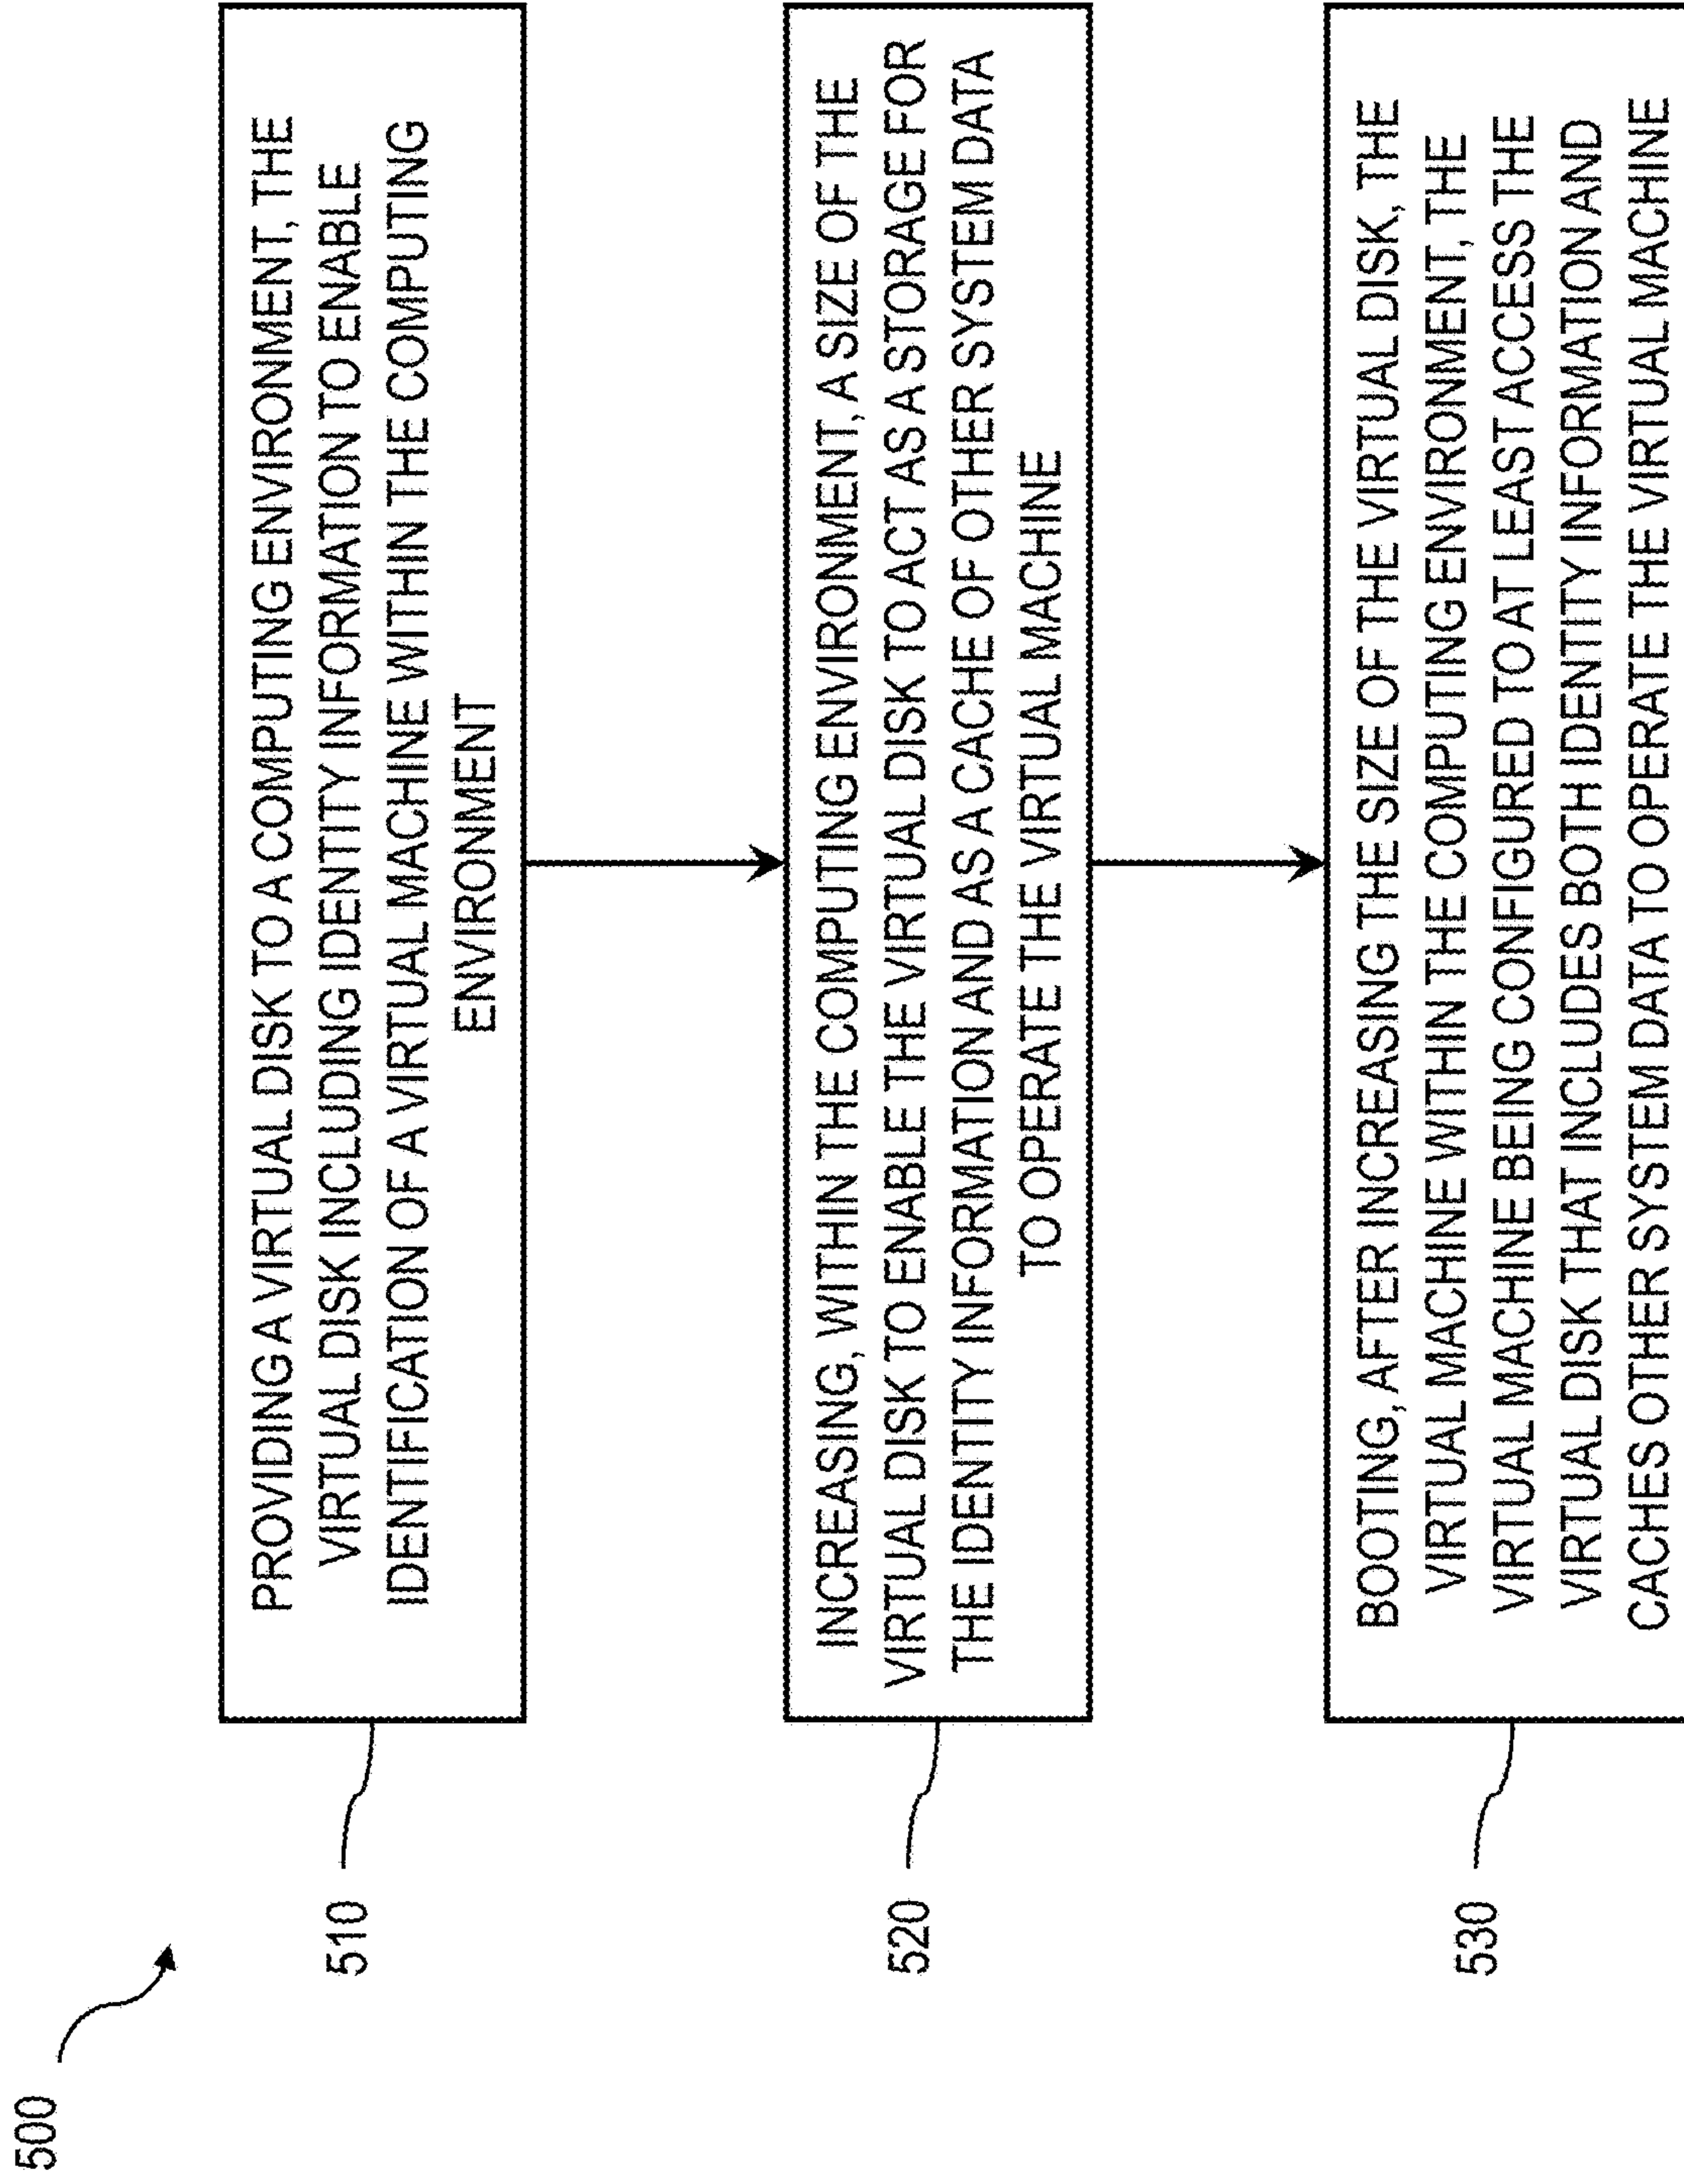 500
510
PROVIDING A VIRTUAL DISK TO A COMPUTING ENVIRONMENT, THE
VIRTUAL DISK INCLUDING IDENTITY INFORMATION TO ENABLE
IDENTIFICATION OF A VIRTUAL MACHINE WITHIN THE COMPUTING
ENVIRONMENT
520
INCREASING, WITHIN THE COMPUTING ENVIRONMENT, A SIZE OF THE
VIRTUAL DISK TO ENABLE THE VIRTUAL DISK TO ACT AS A STORAGE FOR
THE IDENTITY INFORMATION AND AS A CACHE OF OTHER SYSTEM DATA
TO OPERATE THE VIRTUAL MACHINE
530
BOOTING, AFTER INCREASING THE SIZE OF THE VIRTUAL DISK, THE
VIRTUAL MACHINE WITHIN THE COMPUTING ENVIRONMENT, THE
VIRTUAL MACHINE BEING CONFIGURED TO AT LEAST ACCESS THE
VIRTUAL DISK THAT INCLUDES BOTH IDENTITY INFORMATION AND
CACHES OTHER SYSTEM DATA TO OPERATE THE VIRTUAL MACHINE